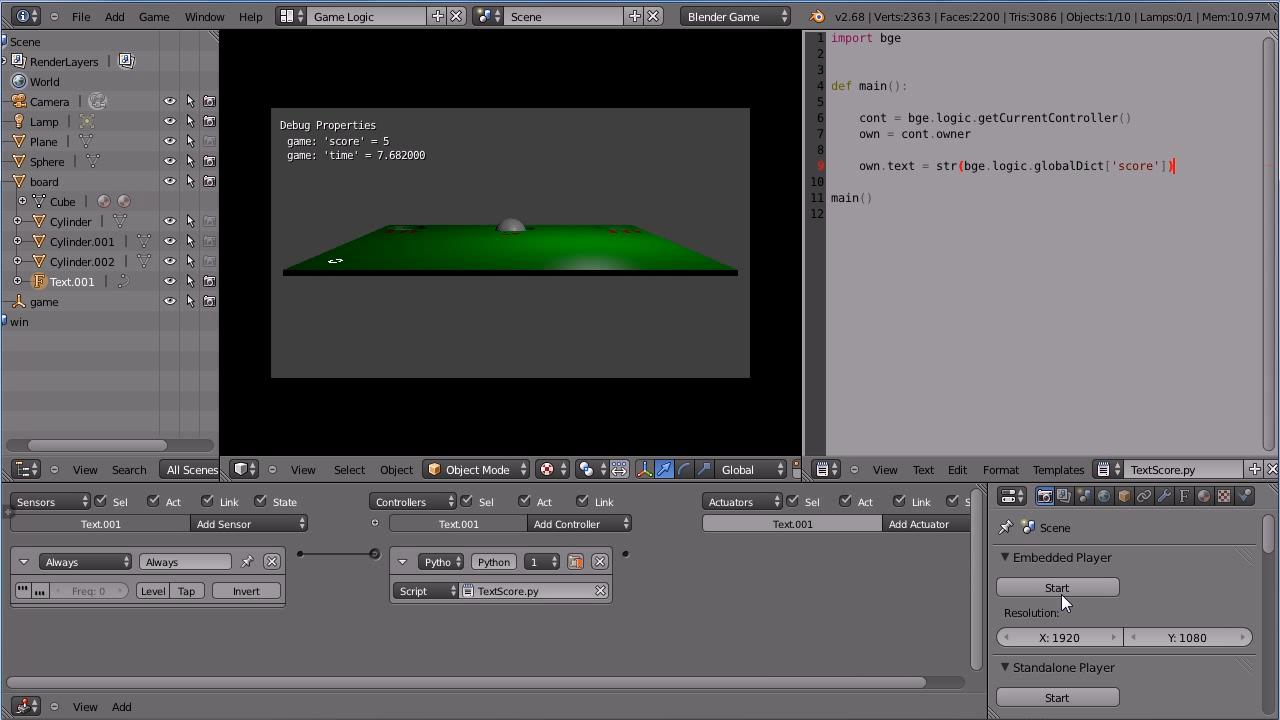 File Add Game Window Help Game Logic Scene Blender Game v2.68 | Verts:2363 | Faces:2200 | Tris:3086 | Objects:1/10 | Lamps:0/1 | Mem:10.97M
Scene
RenderLayers
World
Camera
Lamp
Plane
Sphere
board
Cube
Cylinder
Cylinder.001
Cylinder.002
Text.001
game
win
View Search All Scenes
Debug Properties
game: 'score' = 5
game: 'time' = 7.682000
View Select Object Object Mode Global
1 import bge
2
3
4 def main():
5
6 cont = bge.logic.getCurrentController()
7 own = cont.owner
8
9 own.text = str(bge.logic.globalDict['score'])
10
11 main()
12
View Text Edit Format Templates TextScore.py
Sensors Sel Act Link State
Text.001 Add Sensor
Always Always
Freq: 0 Level Tap Invert
Controllers Sel Act Link
Text.001 Add Controller
Pytho Python 1
Script TextScore.py
Actuators Sel Act Link S
Text.001 Add Actuator
View Add
Scene
Embedded Player
Start
Resolution:
X: 1920 Y: 1080
Standalone Player
Start